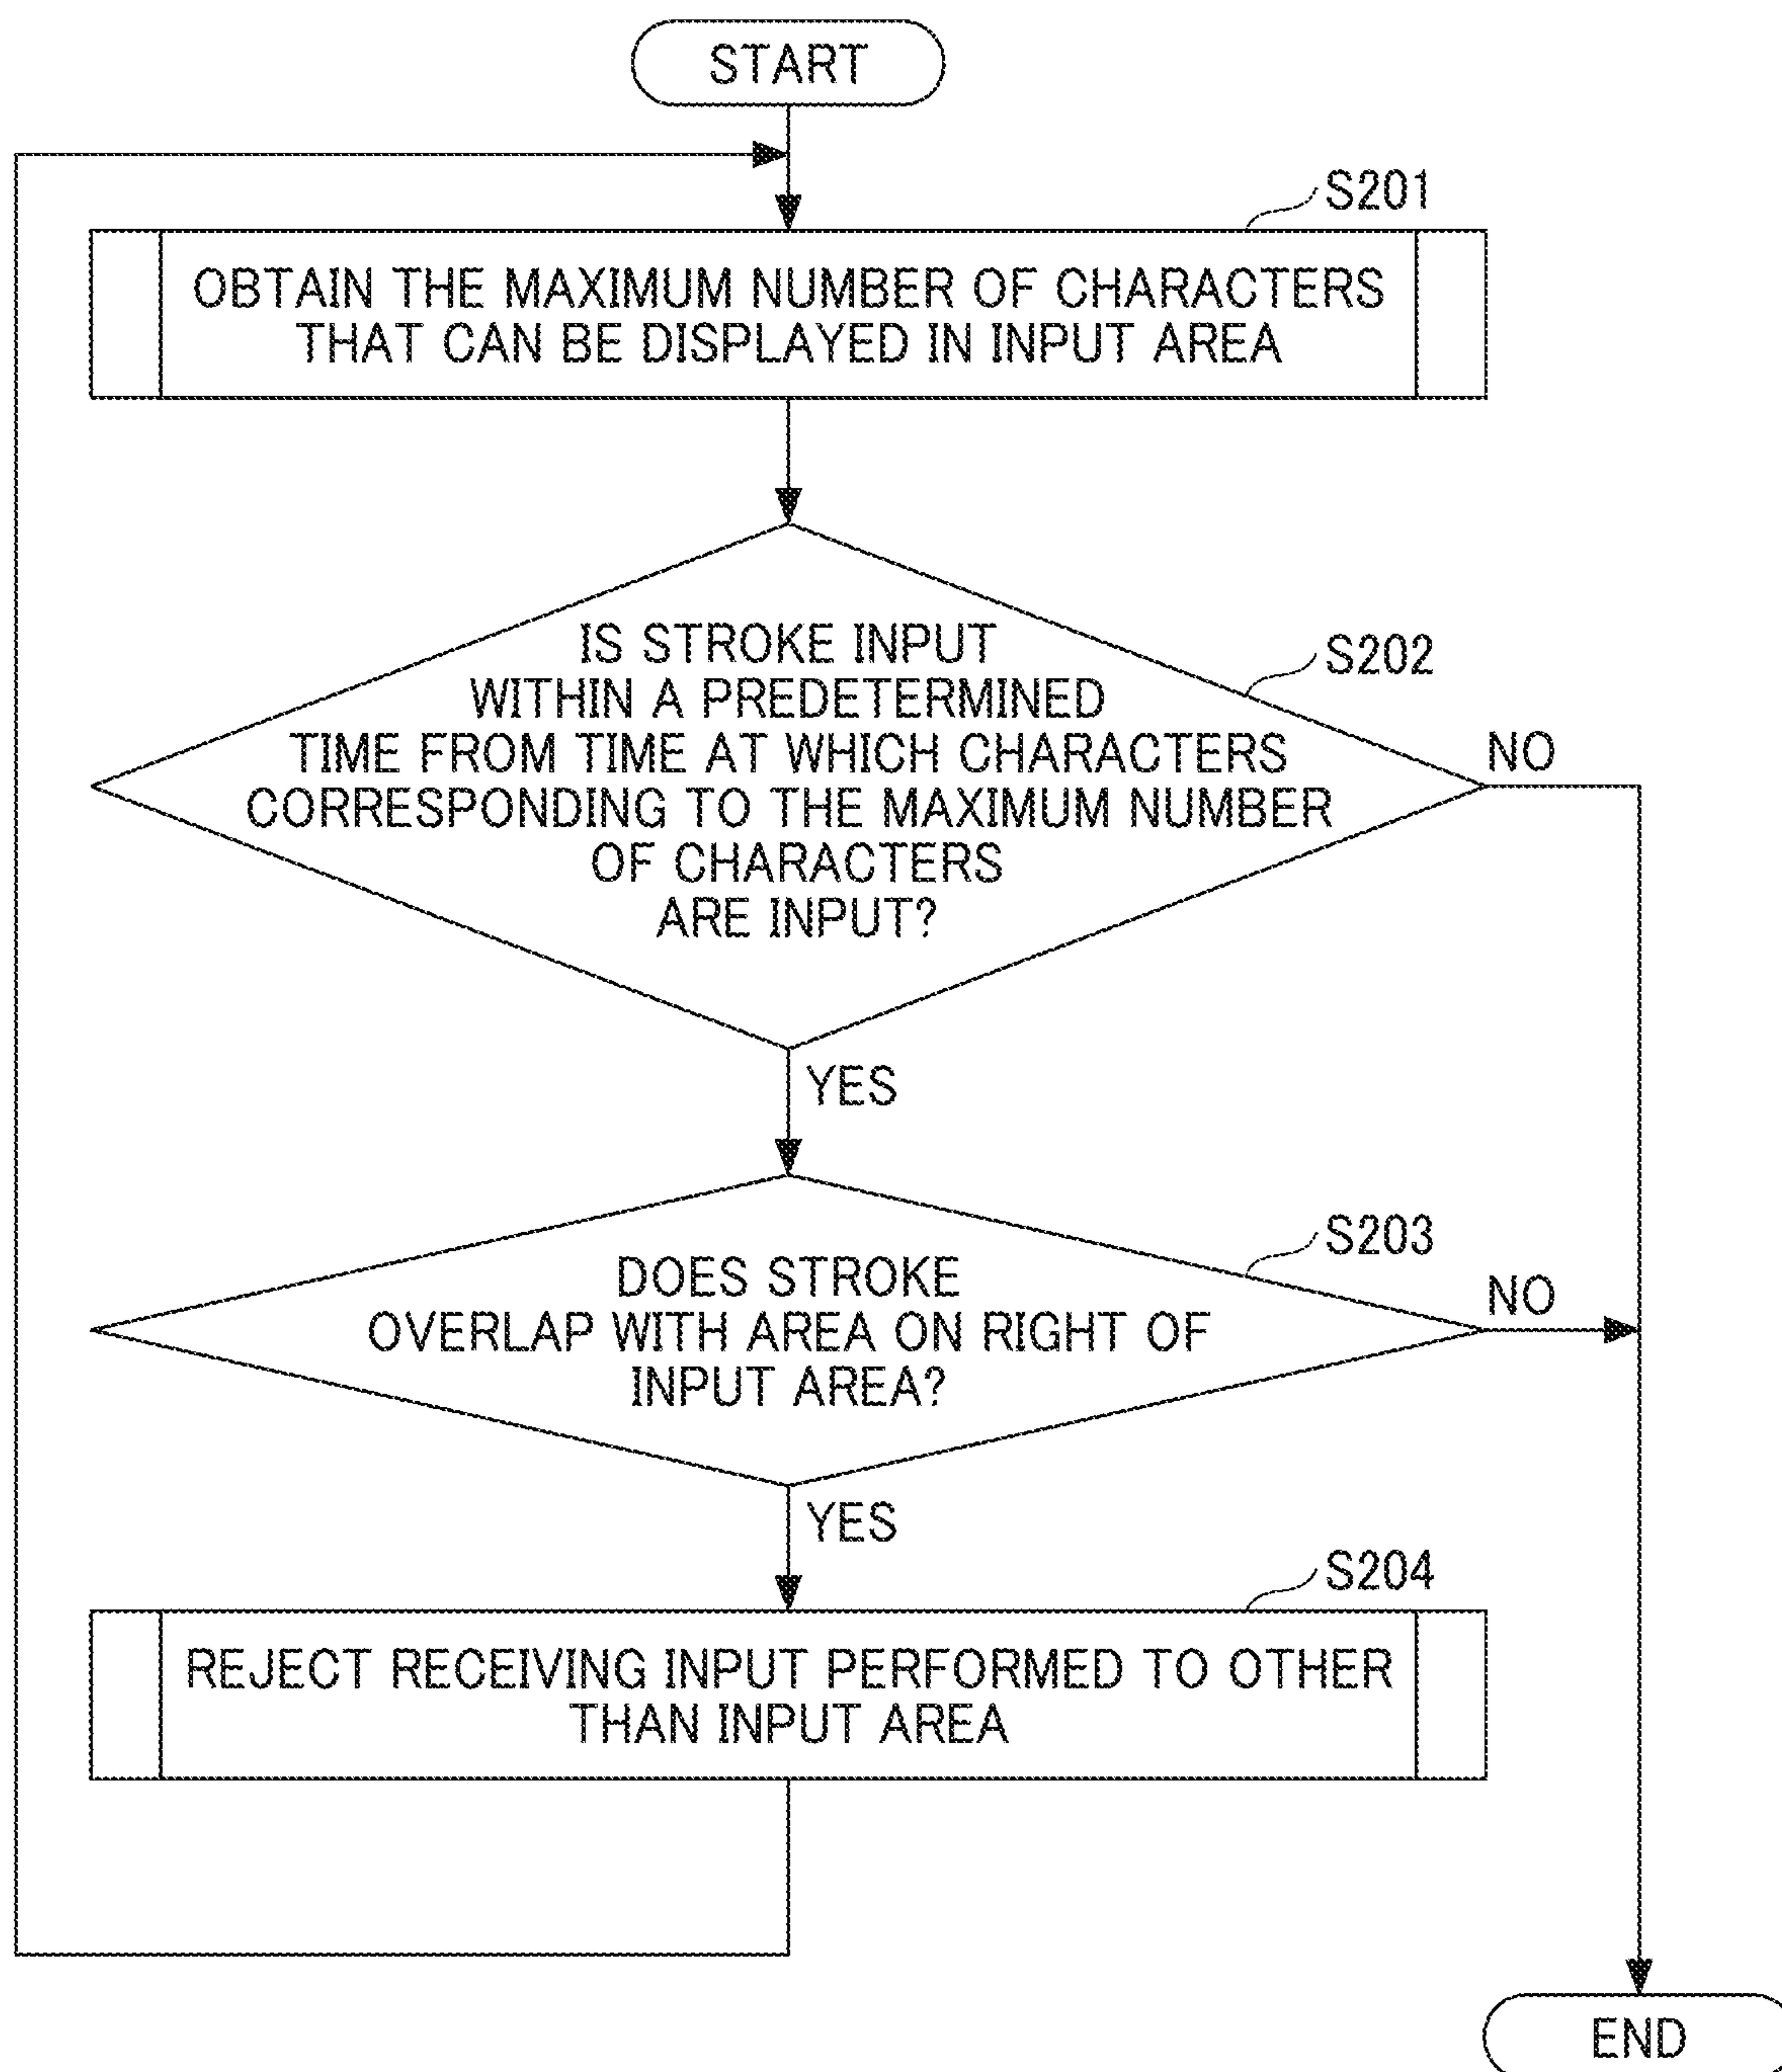 START
S201
OBTAIN THE MAXIMUM NUMBER OF CHARACTERS
THAT CAN BE DISPLAYED IN INPUT AREA
S202
IS STROKE INPUT
WITHIN A PREDETERMINED
TIME FROM TIME AT WHICH CHARACTERS
CORRESPONDING TO THE MAXIMUM NUMBER
OF CHARACTERS
ARE INPUT?
NO
YES
S203
DOES STROKE
OVERLAP WITH AREA ON RIGHT OF
INPUT AREA?
NO
YES
S204
REJECT RECEIVING INPUT PERFORMED TO OTHER
THAN INPUT AREA
END